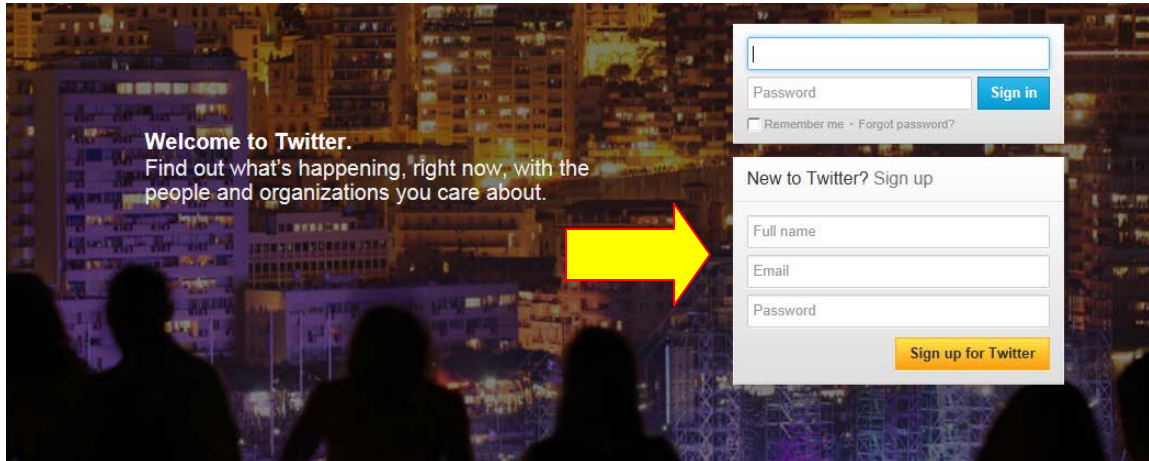 Password
Sign in
Remember me · Forgot password?
Welcome to Twitter.
Find out what's happening, right now, with the
people and organizations you care about.
New to Twitter? Sign up
Full name
Email
Password
Sign up for Twitter